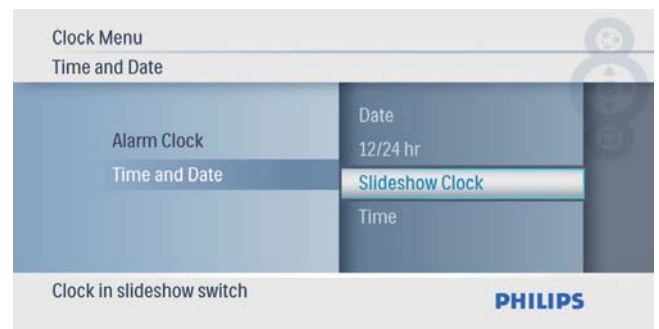 Clock Menu
Time and Date
Alarm Clock
Time and Date
Date
12/24 hr
Slideshow Clock
Time
Clock in slideshow switch
PHILIPS